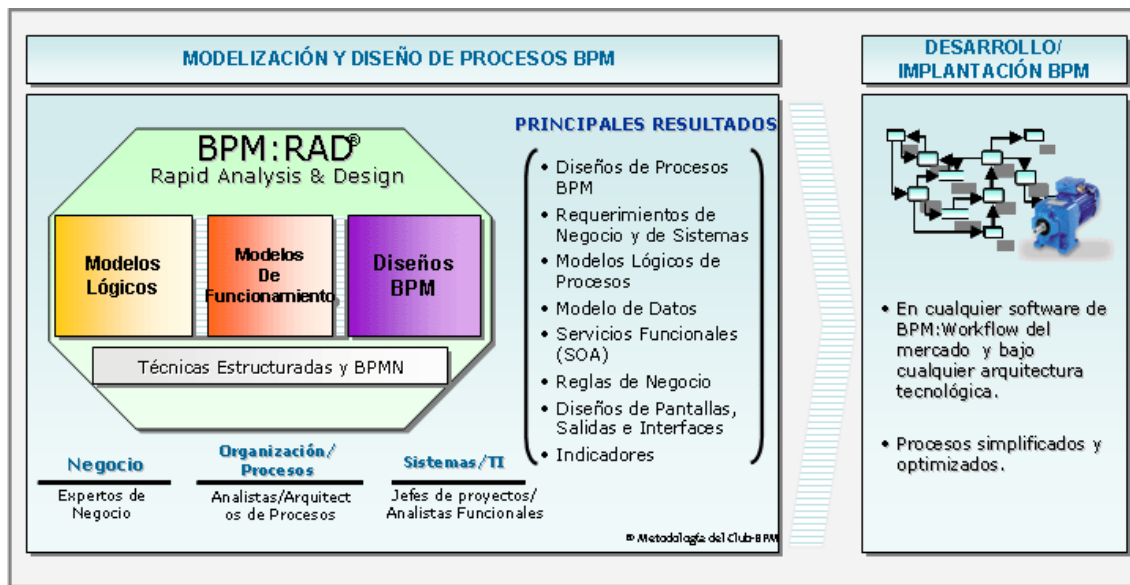 MODELIZACIÓN Y DISEÑO DE PROCESOS BPM
BPM:RAD®
Rapid Analysis & Design
Modelos
Lógicos
Modelos
De
Funcionamiento
Diseños
BPM
Técnicas Estructuradas y BPMN
Negocio
Expertos de
Negocio
Organización/
Procesos
Analistas/Arquitect
os de Procesos
Sistemas/TI
Jefes de proyectos/
Analistas Funcionales
PRINCIPALES RESULTADOS
• Diseños de Procesos
BPM
• Requerimientos de
Negocio y de Sistemas
• Modelos Lógicos de
Procesos
• Modelo de Datos
• Servicios Funcionales
(SOA)
• Reglas de Negocio
• Diseños de Pantallas,
Salidas e Interfaces
• Indicadores
® Metodología del Club-BPM
DESARROLLO/
IMPLANTACIÓN BPM
• En cualquier software de
BPM:Workflow del
mercado y bajo
cualquier arquitectura
tecnológica.
• Procesos simplificados y
optimizados.